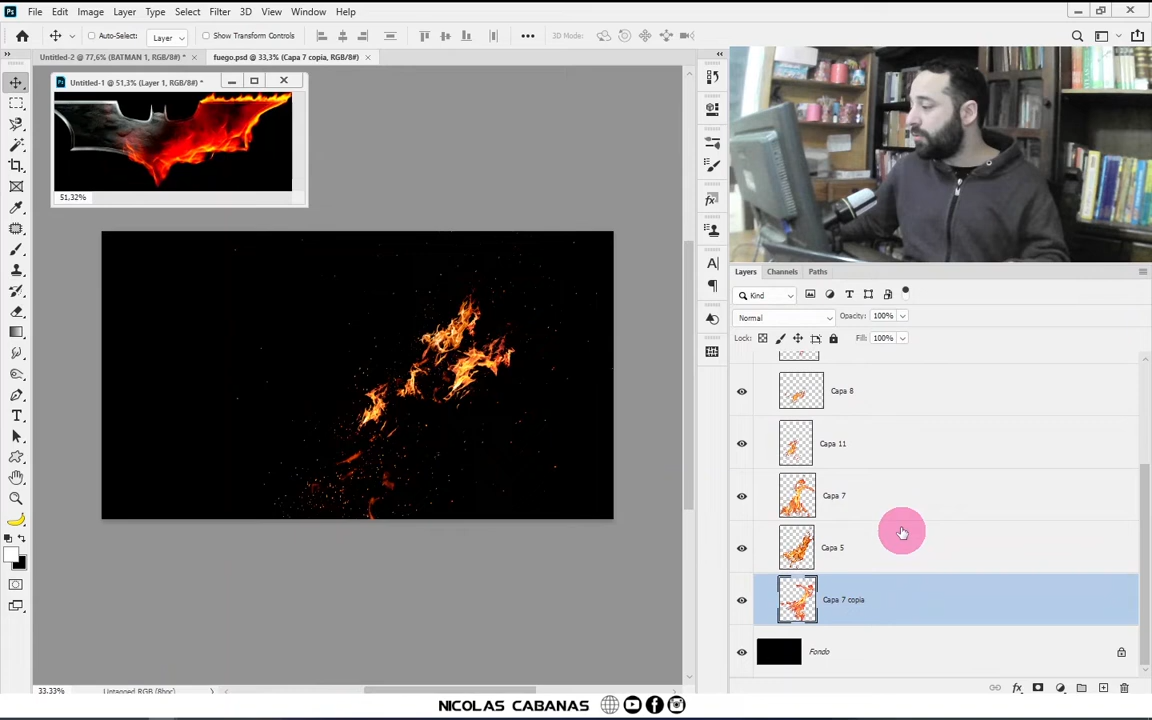 File Edit Image Layer Type Select Filter 3D View Window Help
Auto-Select: Layer Show Transform Controls 3D Mode:
Untitled-2 @ 77,6% (BATMAN 1, RGB/8#) * fuego.psd @ 33,3% (Capa 7 copia, RGB/8#)
Untitled-1 @ 51,3% (Layer 1, RGB/8#) *
51,32%
Layers Channels Paths
Kind
Normal Opacity: 100%
Lock: Fill: 100%
Capa 8
Capa 11
Capa 7
Capa 5
Capa 7 copia
Fondo
33,33% Untagged RGB (8bpc)
NICOLAS CABANAS